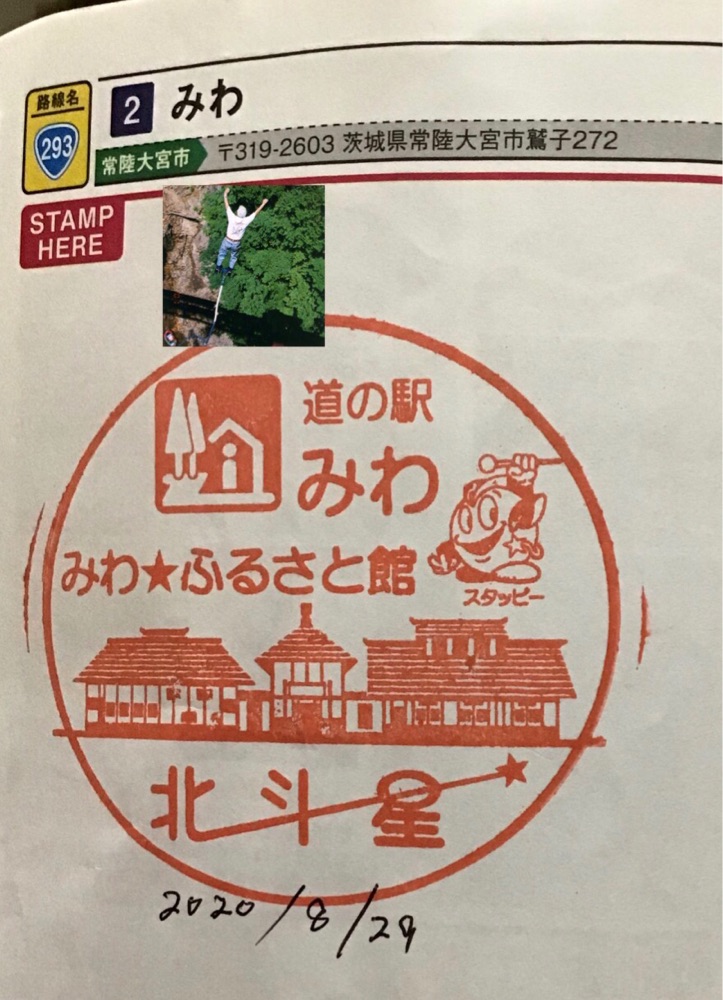 路線名
293
2 みわ
常陸大宮市 〒319-2603 茨城県常陸大宮市鷲子272
STAMP
HERE
道の駅
みわ
みわ★ふるさと館
スタッピー
北斗星
2020/8/29